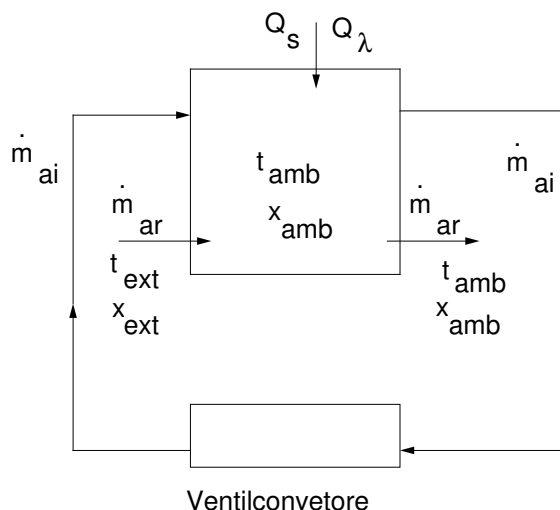 Q_s Q_λ
ṁ_ai
t_amb
x_amb
ṁ_ai
ṁ_ar
ṁ_ar
t_ext
x_ext
t_amb
x_amb
Ventilconvetore